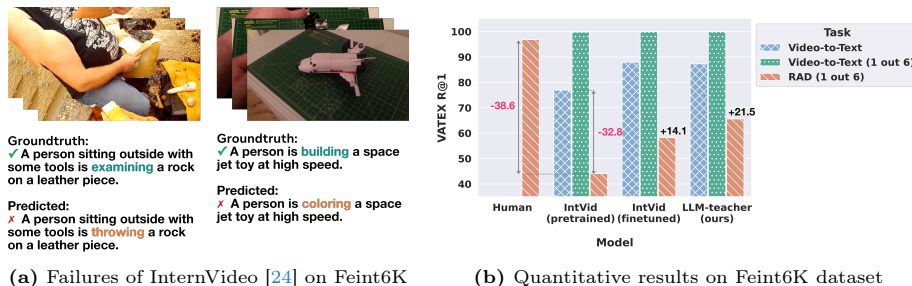 Groundtruth:
✓ A person sitting outside with
some tools is examining a rock
on a leather piece.
Predicted:
✗ A person sitting outside with
some tools is throwing a rock
on a leather piece.
Groundtruth:
✓ A person is building a space
jet toy at high speed.
Predicted:
✗ A person is coloring a space
jet toy at high speed.
(a) Failures of InternVideo [24] on Feint6K
VATEX R@1
100
90
80
70
60
50
40
-38.6
-32.8
+14.1
+21.5
Human
IntVid
(pretrained)
IntVid
(finetuned)
LLM-teacher
(ours)
Model
Task
Video-to-Text
Video-to-Text (1 out 6)
RAD (1 out 6)
(b) Quantitative results on Feint6K dataset